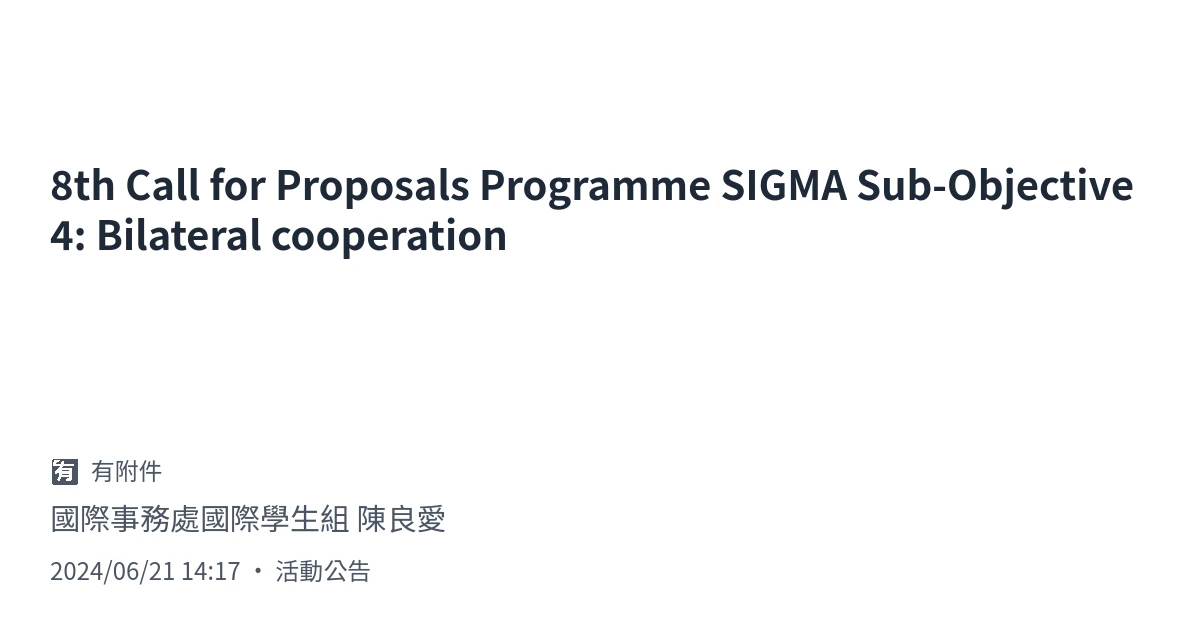 8th Call for Proposals Programme SIGMA Sub-Objective
4: Bilateral cooperation
有 有附件
國際事務處國際學生組 陳良愛
2024/06/21 14:17 • 活動公告